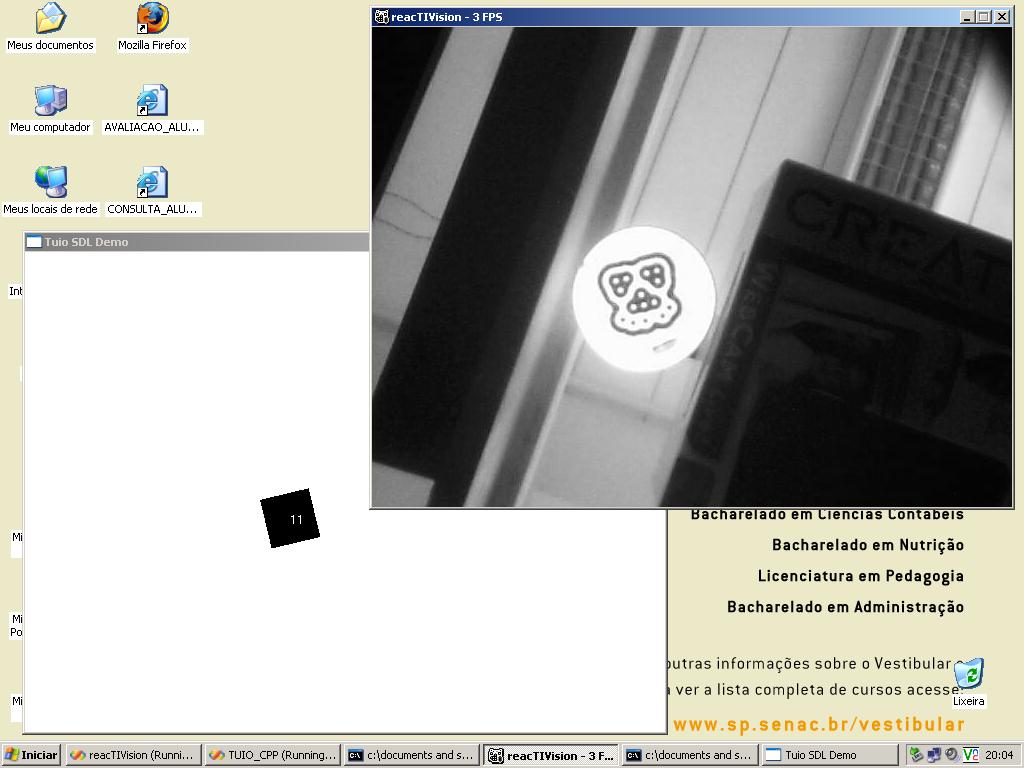 Meus documentos
Mozilla Firefox
Meu computador
AVALIACAO_ALU...
Meus locais de rede
CONSULTA_ALU...
reacTIVision - 3 FPS
CREAT
WEBCAM
Tuio SDL Demo
Int
11
Mi
Mi
Po
Mi
Bacharelado em Ciências Contábeis
Bacharelado em Nutrição
Licenciatura em Pedagogia
Bacharelado em Administração
outras informações sobre o Vestibular e
ver a lista completa de cursos acesse:
www.sp.senac.br/vestibular
Lixeira
Iniciar
reacTIVision (Runni...
TUIO_CPP (Running...
c:\documents and s...
reacTIVision - 3 F...
c:\documents and s...
Tuio SDL Demo
20:04